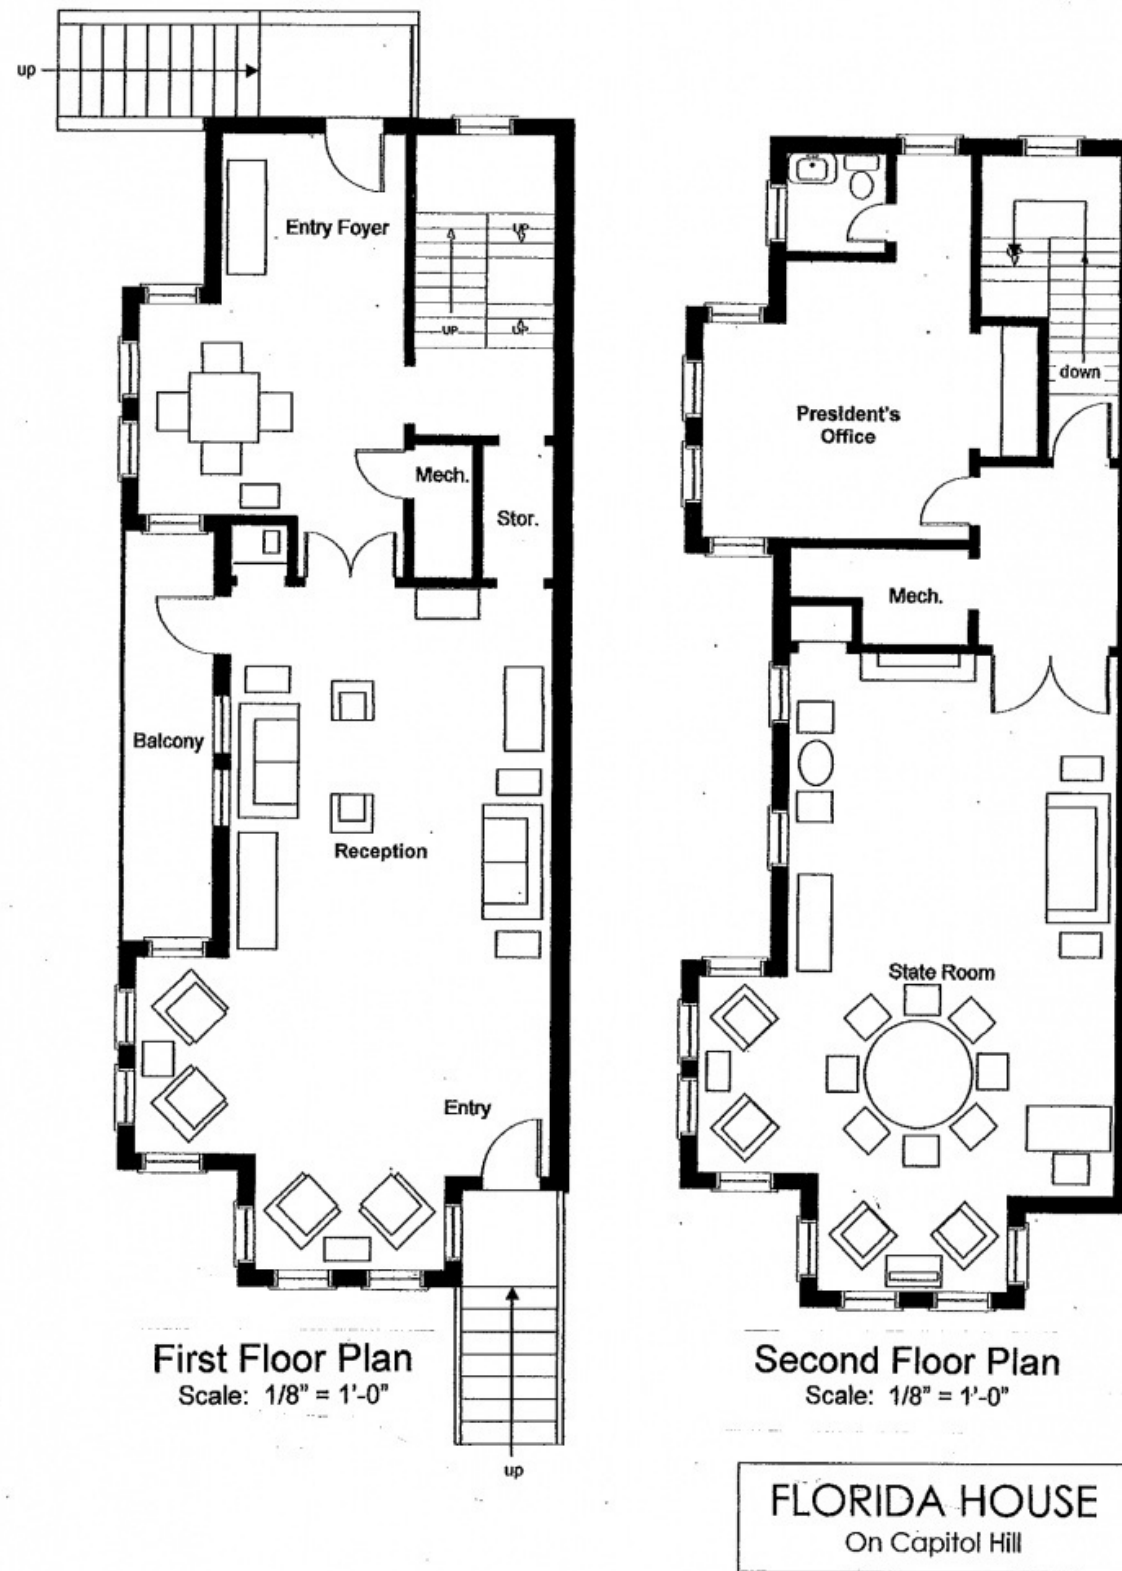 up
Entry Foyer
UP
UP
UP
Mech.
Stor.
Balcony
Reception
Entry
up
First Floor Plan
Scale: 1/8" = 1'-0"
down
President's
Office
Mech.
State Room
Second Floor Plan
Scale: 1/8" = 1'-0"
FLORIDA HOUSE
On Capitol Hill